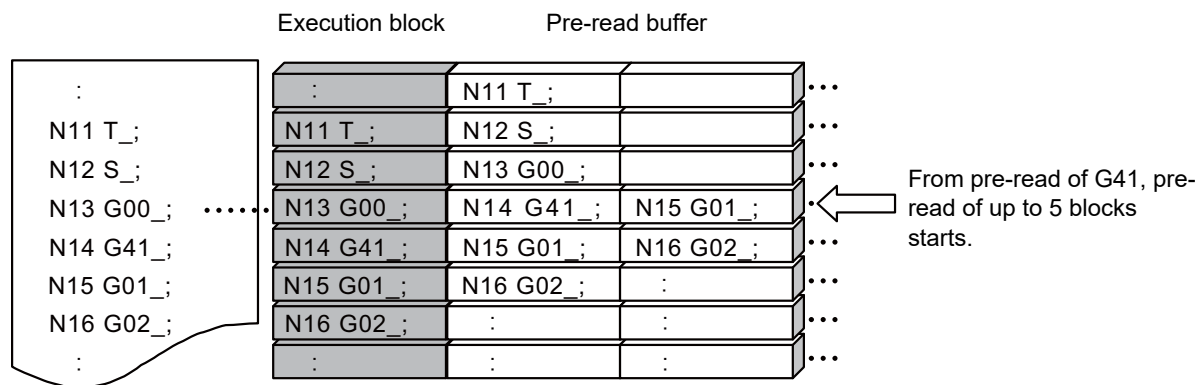 Execution block Pre-read buffer
: : N11 T_;
N11 T_; N11 T_; N12 S_;
N12 S_; N12 S_; N13 G00_;
N13 G00_; ...... N13 G00_; N14 G41_; N15 G01_;
N14 G41_; N14 G41_; N15 G01_; N16 G02_;
N15 G01_; N15 G01_; N16 G02_; :
N16 G02_; N16 G02_; : :
: : : :
From pre-read of G41, pre-
read of up to 5 blocks
starts.